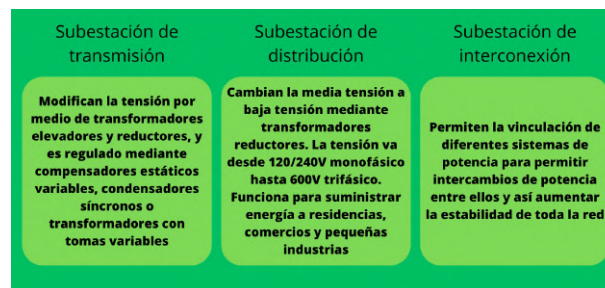 Subestación de
transmisión
Modifican la tensión por
medio de transformadores
elevadores y reductores, y
es regulado mediante
compensadores estáticos
variables, condensadores
síncronos o
transformadores con
tomas variables
Subestación de
distribución
Cambian la media tensión a
baja tensión mediante
transformadores
reductores. La tensión va
desde 120/240V monofásico
hasta 600V trifásico.
Funciona para suministrar
energía a residencias,
comercios y pequeñas
industrias
Subestación de
interconexión
Permiten la vinculación de
diferentes sistemas de
potencia para permitir
intercambios de potencia
entre ellos y así aumentar
la estabilidad de toda la red